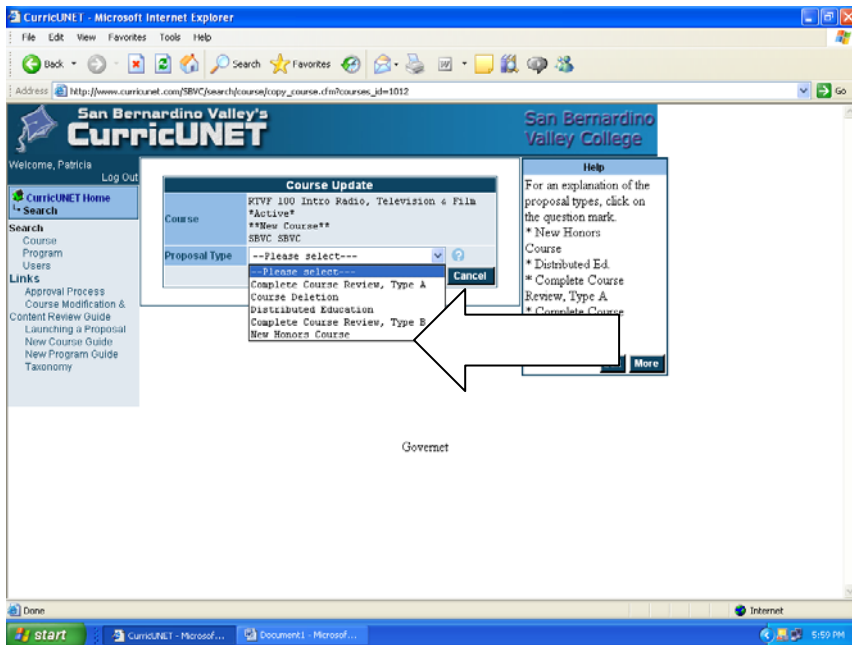 CurricUNET - Microsoft Internet Explorer
File Edit View Favorites Tools Help
Back Search Favorites
Address http://www.curricunet.com/SBVC/search/course/copy_course.cfm?courses_id=1012 Go
San Bernardino Valley's
CurricUNET
San Bernardino
Valley College
Welcome, Patricia
Log Out
CurricUNET Home
Search
Search
Course
Program
Users
Links
Approval Process
Course Modification &
Content Review Guide
Launching a Proposal
New Course Guide
New Program Guide
Taxonomy
Course Update
Course
RTVF 100 Intro Radio, Television & Film
*Active*
**New Course**
SBVC SBVC
Proposal Type
--Please select---
--Please select---
Complete Course Review, Type A
Course Deletion
Distributed Education
Complete Course Review, Type B
New Honors Course
Cancel
Help
For an explanation of the
proposal types, click on
the question mark.
* New Honors
Course
* Distributed Ed.
* Complete Course
Review, Type A
* Complete Course
More
Governet
Done
Internet
start
CurricUNET - Microsof...
Document1 - Microsof...
5:59 PM